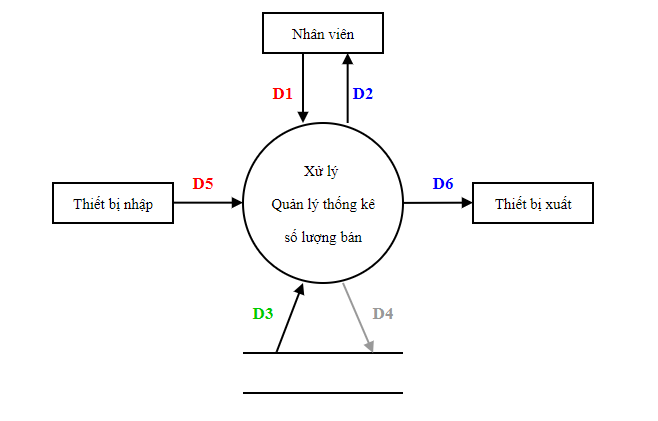 Nhân viên
D1
D2
Xử lý
Quản lý thống kê
số lượng bán
D5
D6
Thiết bị nhập
Thiết bị xuất
D3
D4